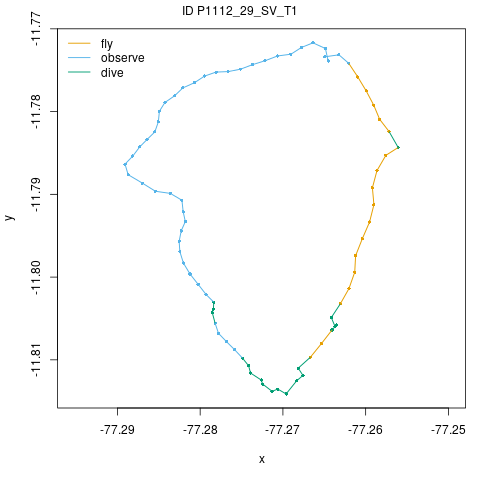 ID P1112_29_SV_T1
fly
observe
dive
-11.77
-11.78
-11.79
-11.80
-11.81
y
-77.29
-77.28
-77.27
-77.26
-77.25
x